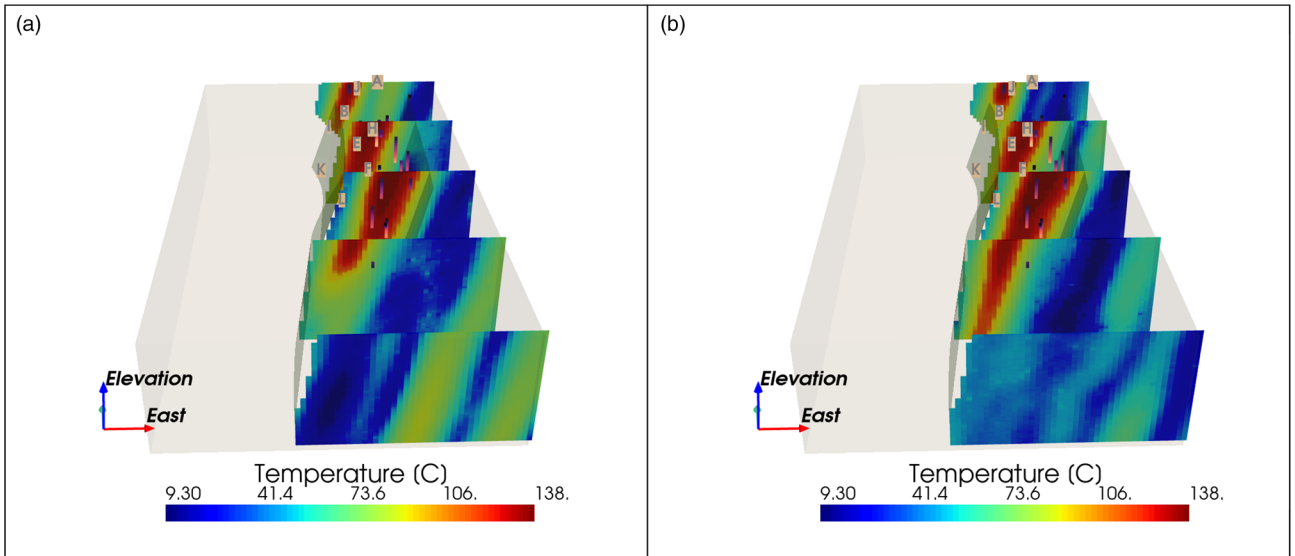 (a)
A
J
B
H
E
F
K
L
Elevation
East
Temperature (C)
9.30 41.4 73.6 106. 138.
(b)
A
J
B
H
E
F
K
L
Elevation
East
Temperature (C)
9.30 41.4 73.6 106. 138.